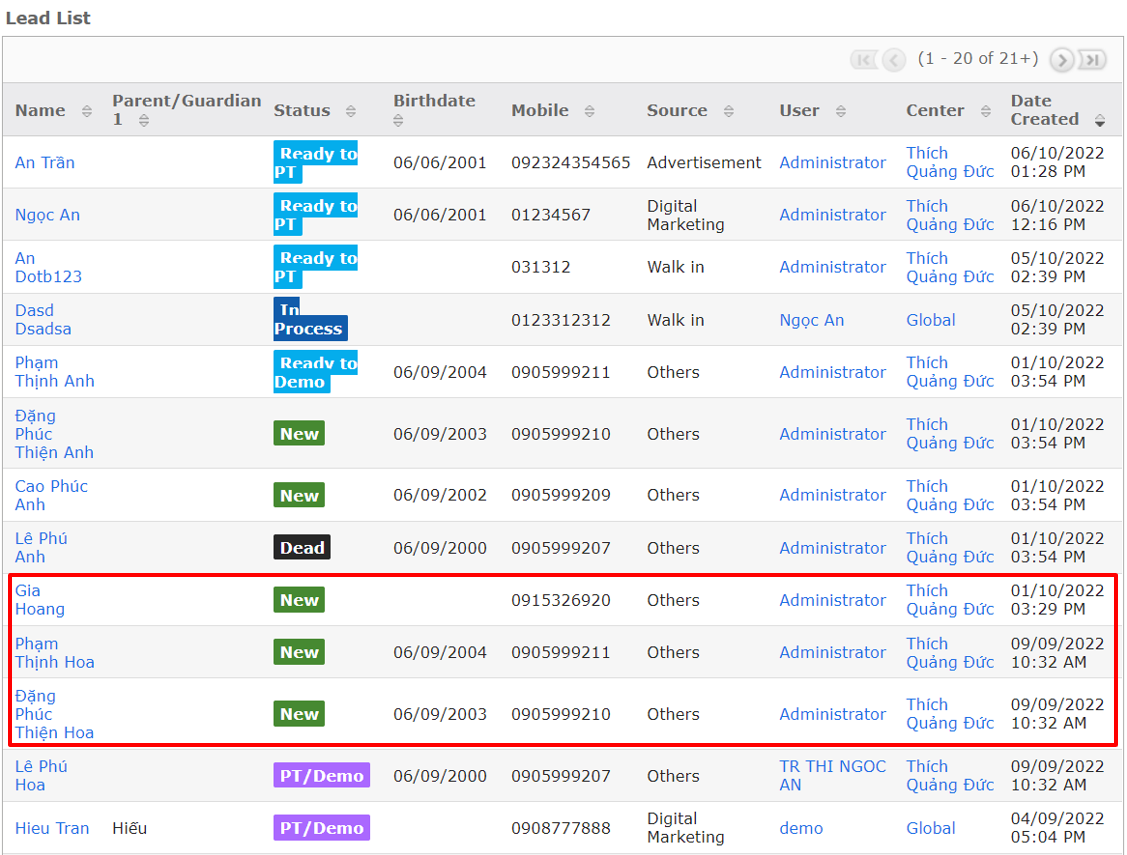 Lead List
(1 - 20 of 21+)
Name Parent/Guardian 1 Status Birthdate Mobile Source User Center Date Created
An Trần Ready to PT 06/06/2001 092324354565 Advertisement Administrator Thích Quảng Đức 06/10/2022 01:28 PM
Ngọc An Ready to PT 06/06/2001 01234567 Digital Marketing Administrator Thích Quảng Đức 06/10/2022 12:16 PM
An Dotb123 Ready to PT 031312 Walk in Administrator Thích Quảng Đức 05/10/2022 02:39 PM
Dasd Dsadsa In Process 0123312312 Walk in Ngọc An Global 05/10/2022 02:39 PM
Phạm Thịnh Anh Ready to Demo 06/09/2004 0905999211 Others Administrator Thích Quảng Đức 01/10/2022 03:54 PM
Đặng Phúc Thiện Anh New 06/09/2003 0905999210 Others Administrator Thích Quảng Đức 01/10/2022 03:54 PM
Cao Phúc Anh New 06/09/2002 0905999209 Others Administrator Thích Quảng Đức 01/10/2022 03:54 PM
Lê Phú Anh Dead 06/09/2000 0905999207 Others Administrator Thích Quảng Đức 01/10/2022 03:54 PM
Gia Hoang New 0915326920 Others Administrator Thích Quảng Đức 01/10/2022 03:29 PM
Phạm Thịnh Hoa New 06/09/2004 0905999211 Others Administrator Thích Quảng Đức 09/09/2022 10:32 AM
Đặng Phúc Thiện Hoa New 06/09/2003 0905999210 Others Administrator Thích Quảng Đức 09/09/2022 10:32 AM
Lê Phú Hoa PT/Demo 06/09/2000 0905999207 Others TR THI NGOC AN Thích Quảng Đức 09/09/2022 10:32 AM
Hieu Tran Hiếu PT/Demo 0908777888 Digital Marketing demo Global 04/09/2022 05:04 PM